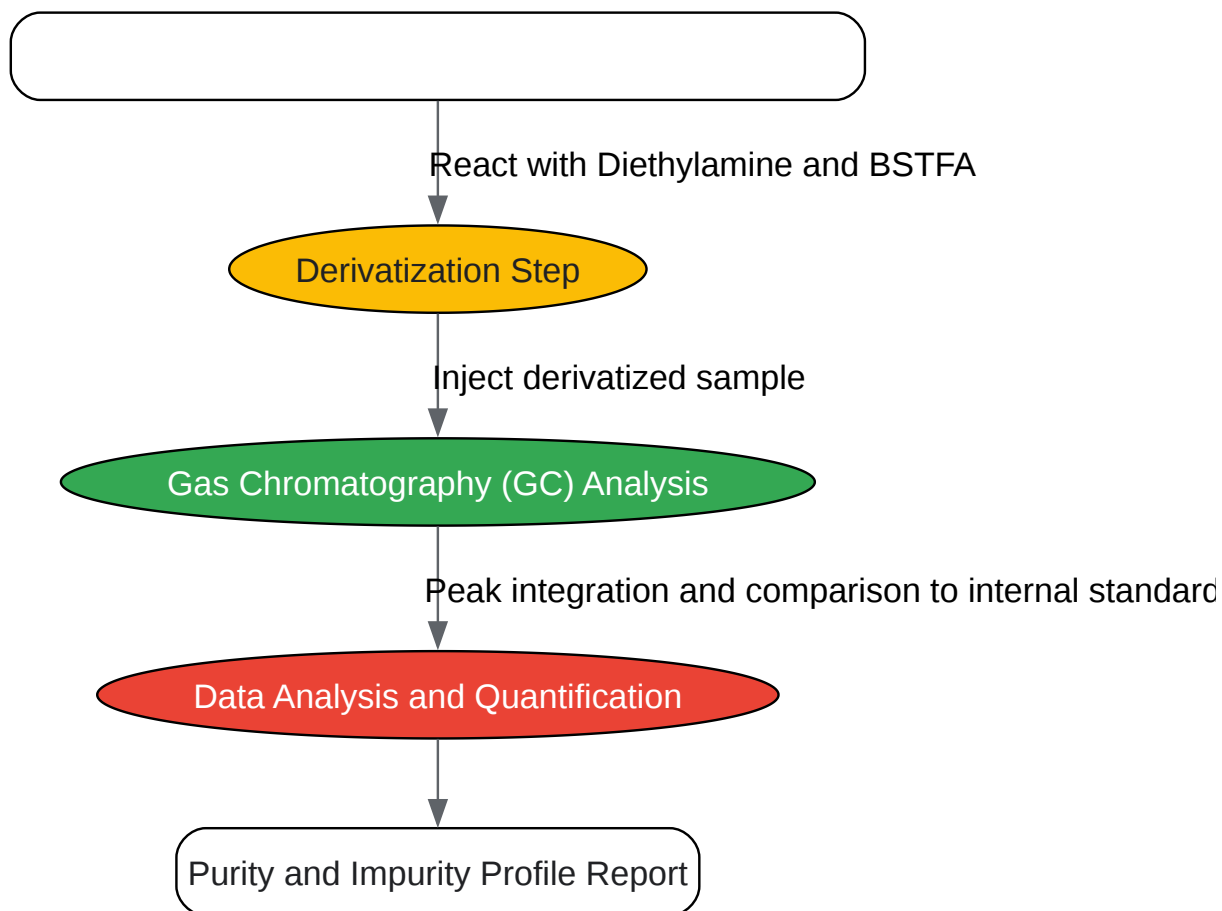 React with Diethylamine and BSTFA
Derivatization Step
Inject derivatized sample
Gas Chromatography (GC) Analysis
Peak integration and comparison to internal standard
Data Analysis and Quantification
Purity and Impurity Profile Report